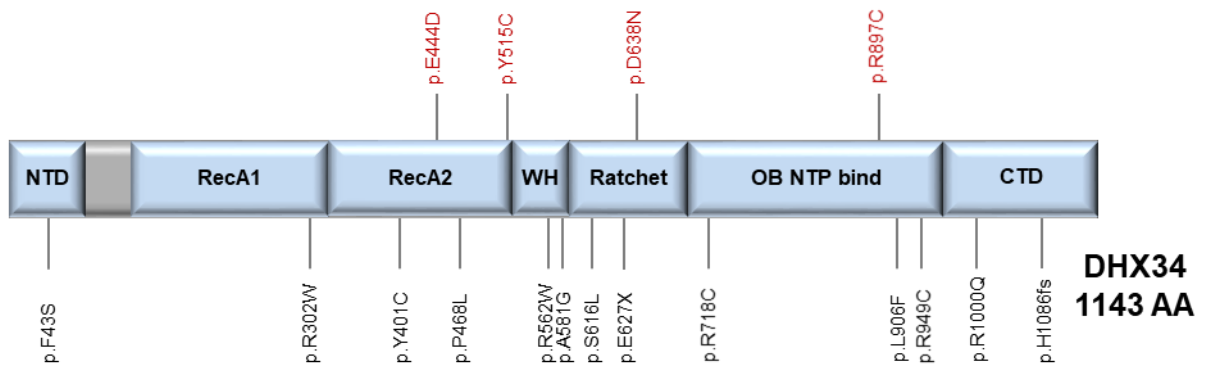 p.E444D
p.Y515C
p.D638N
p.R897C
NTD
RecA1
RecA2
WH
Ratchet
OB NTP bind
CTD
p.F43S
p.R302W
p.Y401C
p.P468L
p.R562W
p.A581G
p.S616L
p.E627X
p.R718C
p.L906F
p.R949C
p.R1000Q
p.H1086fs
DHX34
1143 AA